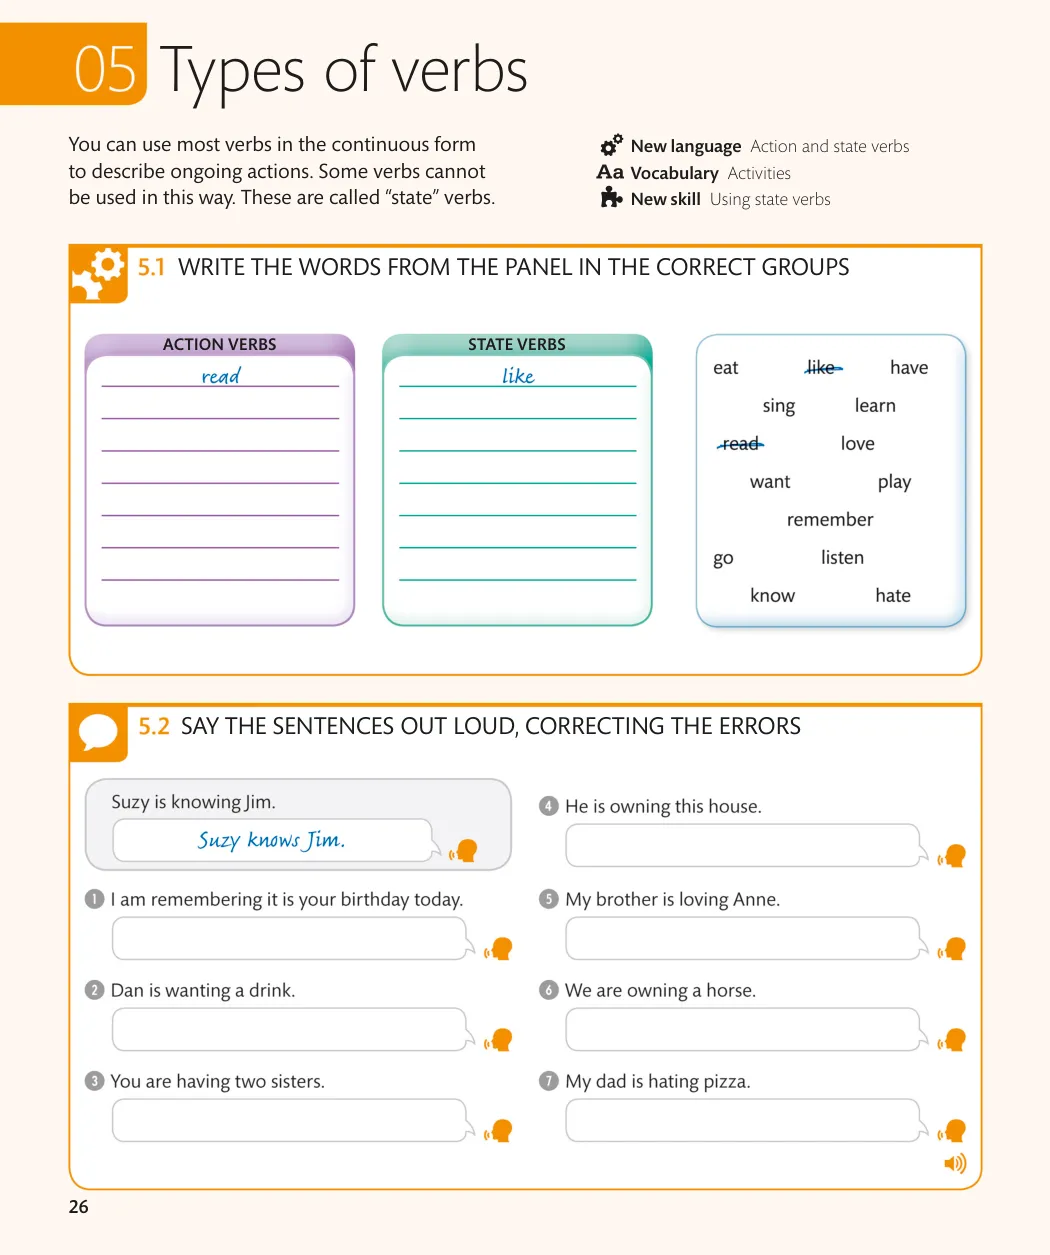 05 Types of verbs
You can use most verbs in the continuous form
to describe ongoing actions. Some verbs cannot
be used in this way. These are called “state” verbs.
New language Action and state verbs
Aa Vocabulary Activities
New skill Using state verbs
5.1 WRITE THE WORDS FROM THE PANEL IN THE CORRECT GROUPS
ACTION VERBS
read
STATE VERBS
like
eat like have
sing learn
read love
want play
remember
go listen
know hate
5.2 SAY THE SENTENCES OUT LOUD, CORRECTING THE ERRORS
Suzy is knowing Jim.
Suzy knows Jim.
1 I am remembering it is your birthday today.
2 Dan is wanting a drink.
3 You are having two sisters.
4 He is owning this house.
5 My brother is loving Anne.
6 We are owning a horse.
7 My dad is hating pizza.
26